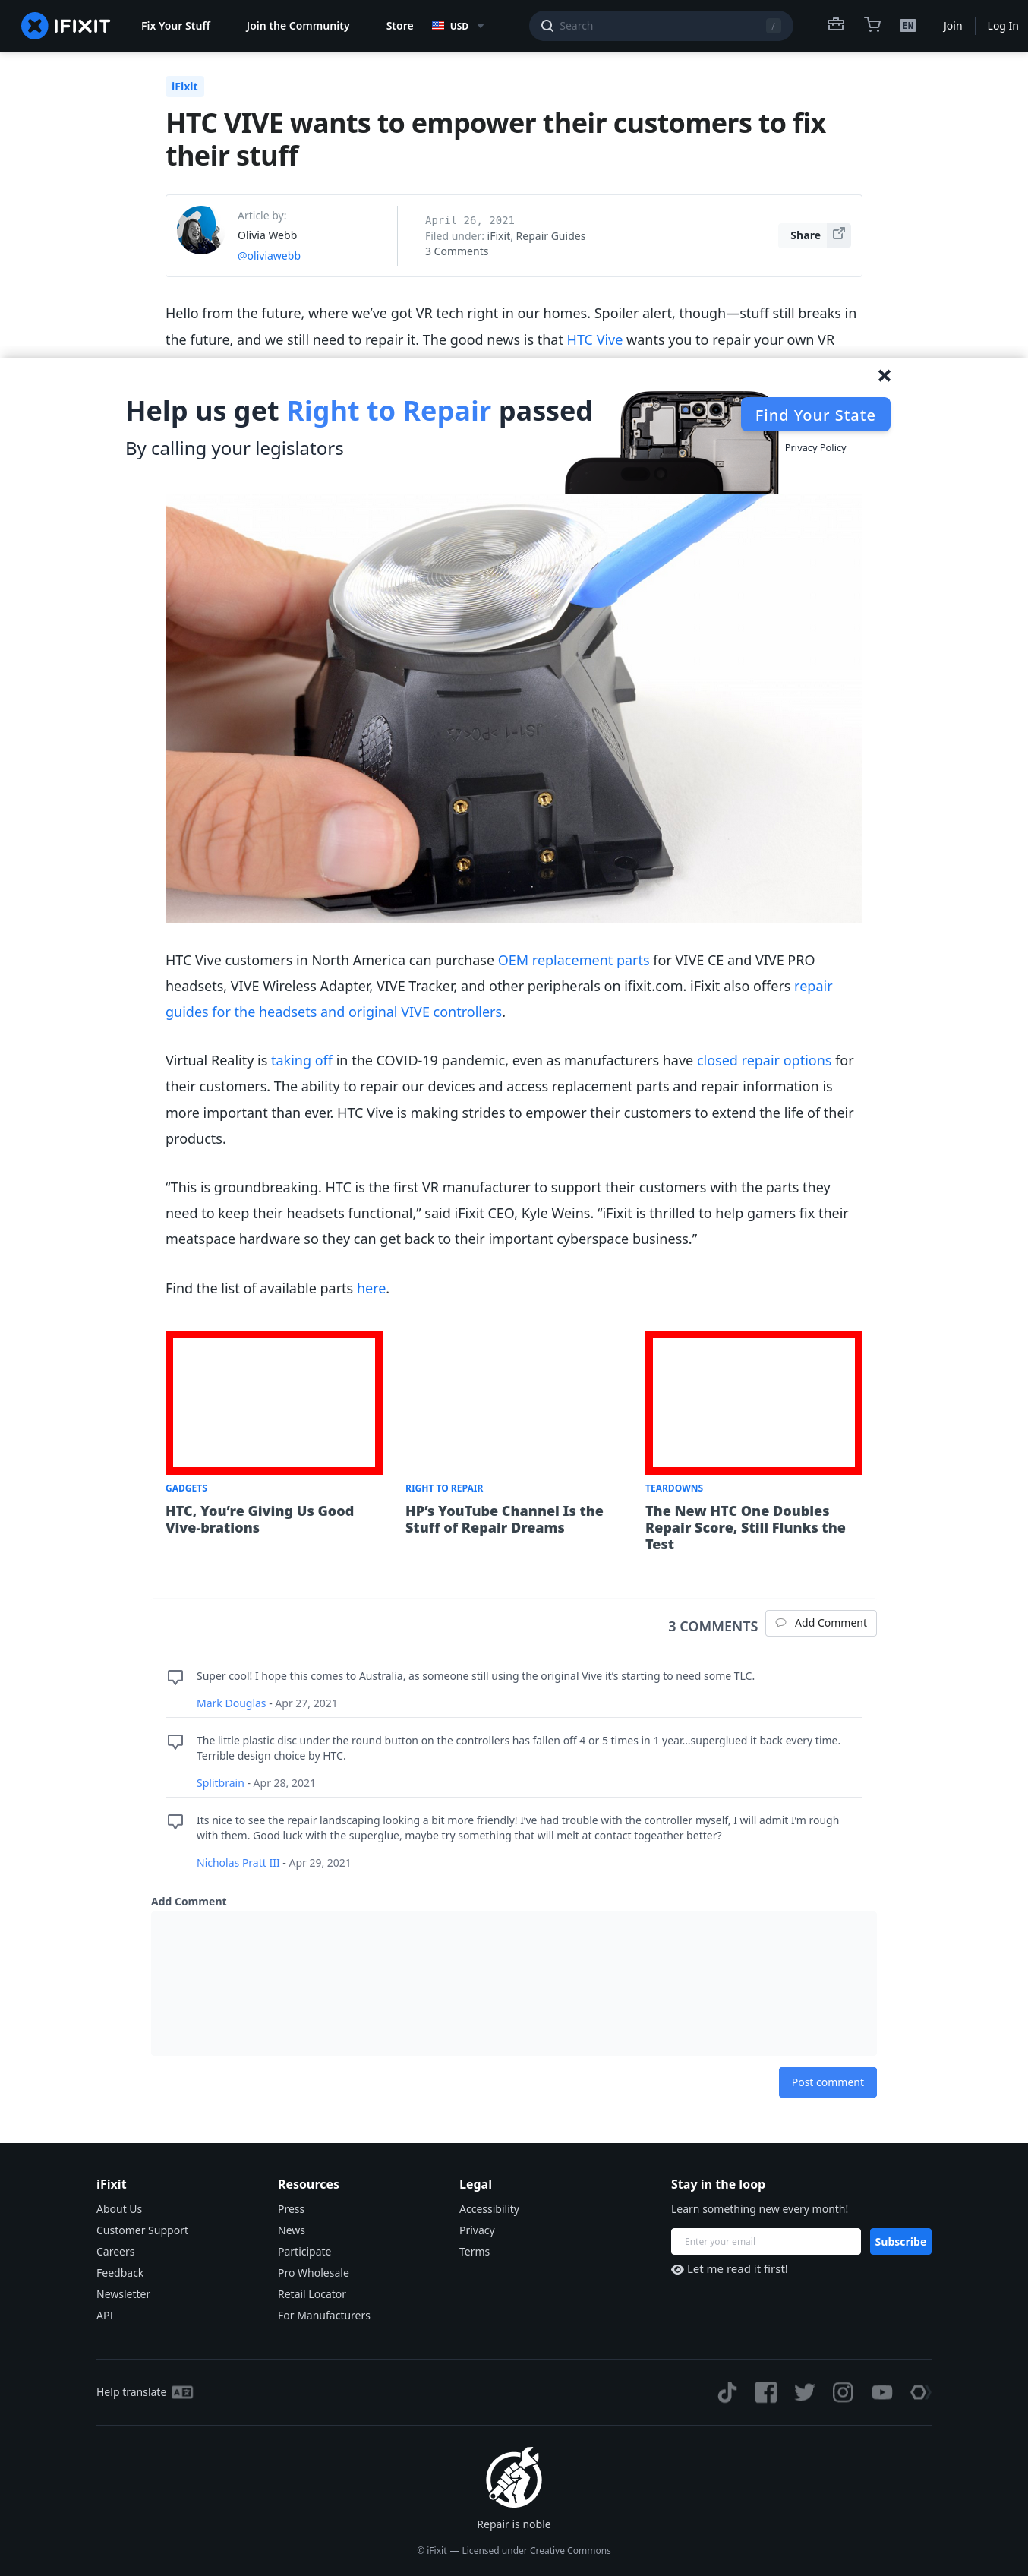 IFIXIT
Fix Your Stuff
Join the Community
Store
USD
Search
/
EN
Join
Log In
iFixit
HTC VIVE wants to empower their customers to fix
their stuff
Article by:
Olivia Webb
@oliviawebb
April 26, 2021
Filed under: iFixit, Repair Guides
3 Comments
Share
Hello from the future, where we’ve got VR tech right in our homes. Spoiler alert, though—stuff still breaks in
the future, and we still need to repair it. The good news is that HTC Vive wants you to repair your own VR
Help us get Right to Repair passed
By calling your legislators
Find Your State
Privacy Policy
HTC Vive customers in North America can purchase OEM replacement parts for VIVE CE and VIVE PRO
headsets, VIVE Wireless Adapter, VIVE Tracker, and other peripherals on ifixit.com. iFixit also offers repair
guides for the headsets and original VIVE controllers.
Virtual Reality is taking off in the COVID-19 pandemic, even as manufacturers have closed repair options for
their customers. The ability to repair our devices and access replacement parts and repair information is
more important than ever. HTC Vive is making strides to empower their customers to extend the life of their
products.
“This is groundbreaking. HTC is the first VR manufacturer to support their customers with the parts they
need to keep their headsets functional,” said iFixit CEO, Kyle Weins. “iFixit is thrilled to help gamers fix their
meatspace hardware so they can get back to their important cyberspace business.”
Find the list of available parts here.
GADGETS
HTC, You’re Giving Us Good
Vive-brations
RIGHT TO REPAIR
HP’s YouTube Channel Is the
Stuff of Repair Dreams
TEARDOWNS
The New HTC One Doubles
Repair Score, Still Flunks the
Test
3 COMMENTS
Add Comment
Super cool! I hope this comes to Australia, as someone still using the original Vive it’s starting to need some TLC.
Mark Douglas - Apr 27, 2021
The little plastic disc under the round button on the controllers has fallen off 4 or 5 times in 1 year…superglued it back every time.
Terrible design choice by HTC.
Splitbrain - Apr 28, 2021
Its nice to see the repair landscaping looking a bit more friendly! I’ve had trouble with the controller myself, I will admit I’m rough
with them. Good luck with the superglue, maybe try something that will melt at contact togeather better?
Nicholas Pratt III - Apr 29, 2021
Add Comment
Post comment
iFixit
About Us
Customer Support
Careers
Feedback
Newsletter
API
Resources
Press
News
Participate
Pro Wholesale
Retail Locator
For Manufacturers
Legal
Accessibility
Privacy
Terms
Stay in the loop
Learn something new every month!
Enter your email
Subscribe
Let me read it first!
Help translate
Repair is noble
© iFixit — Licensed under Creative Commons